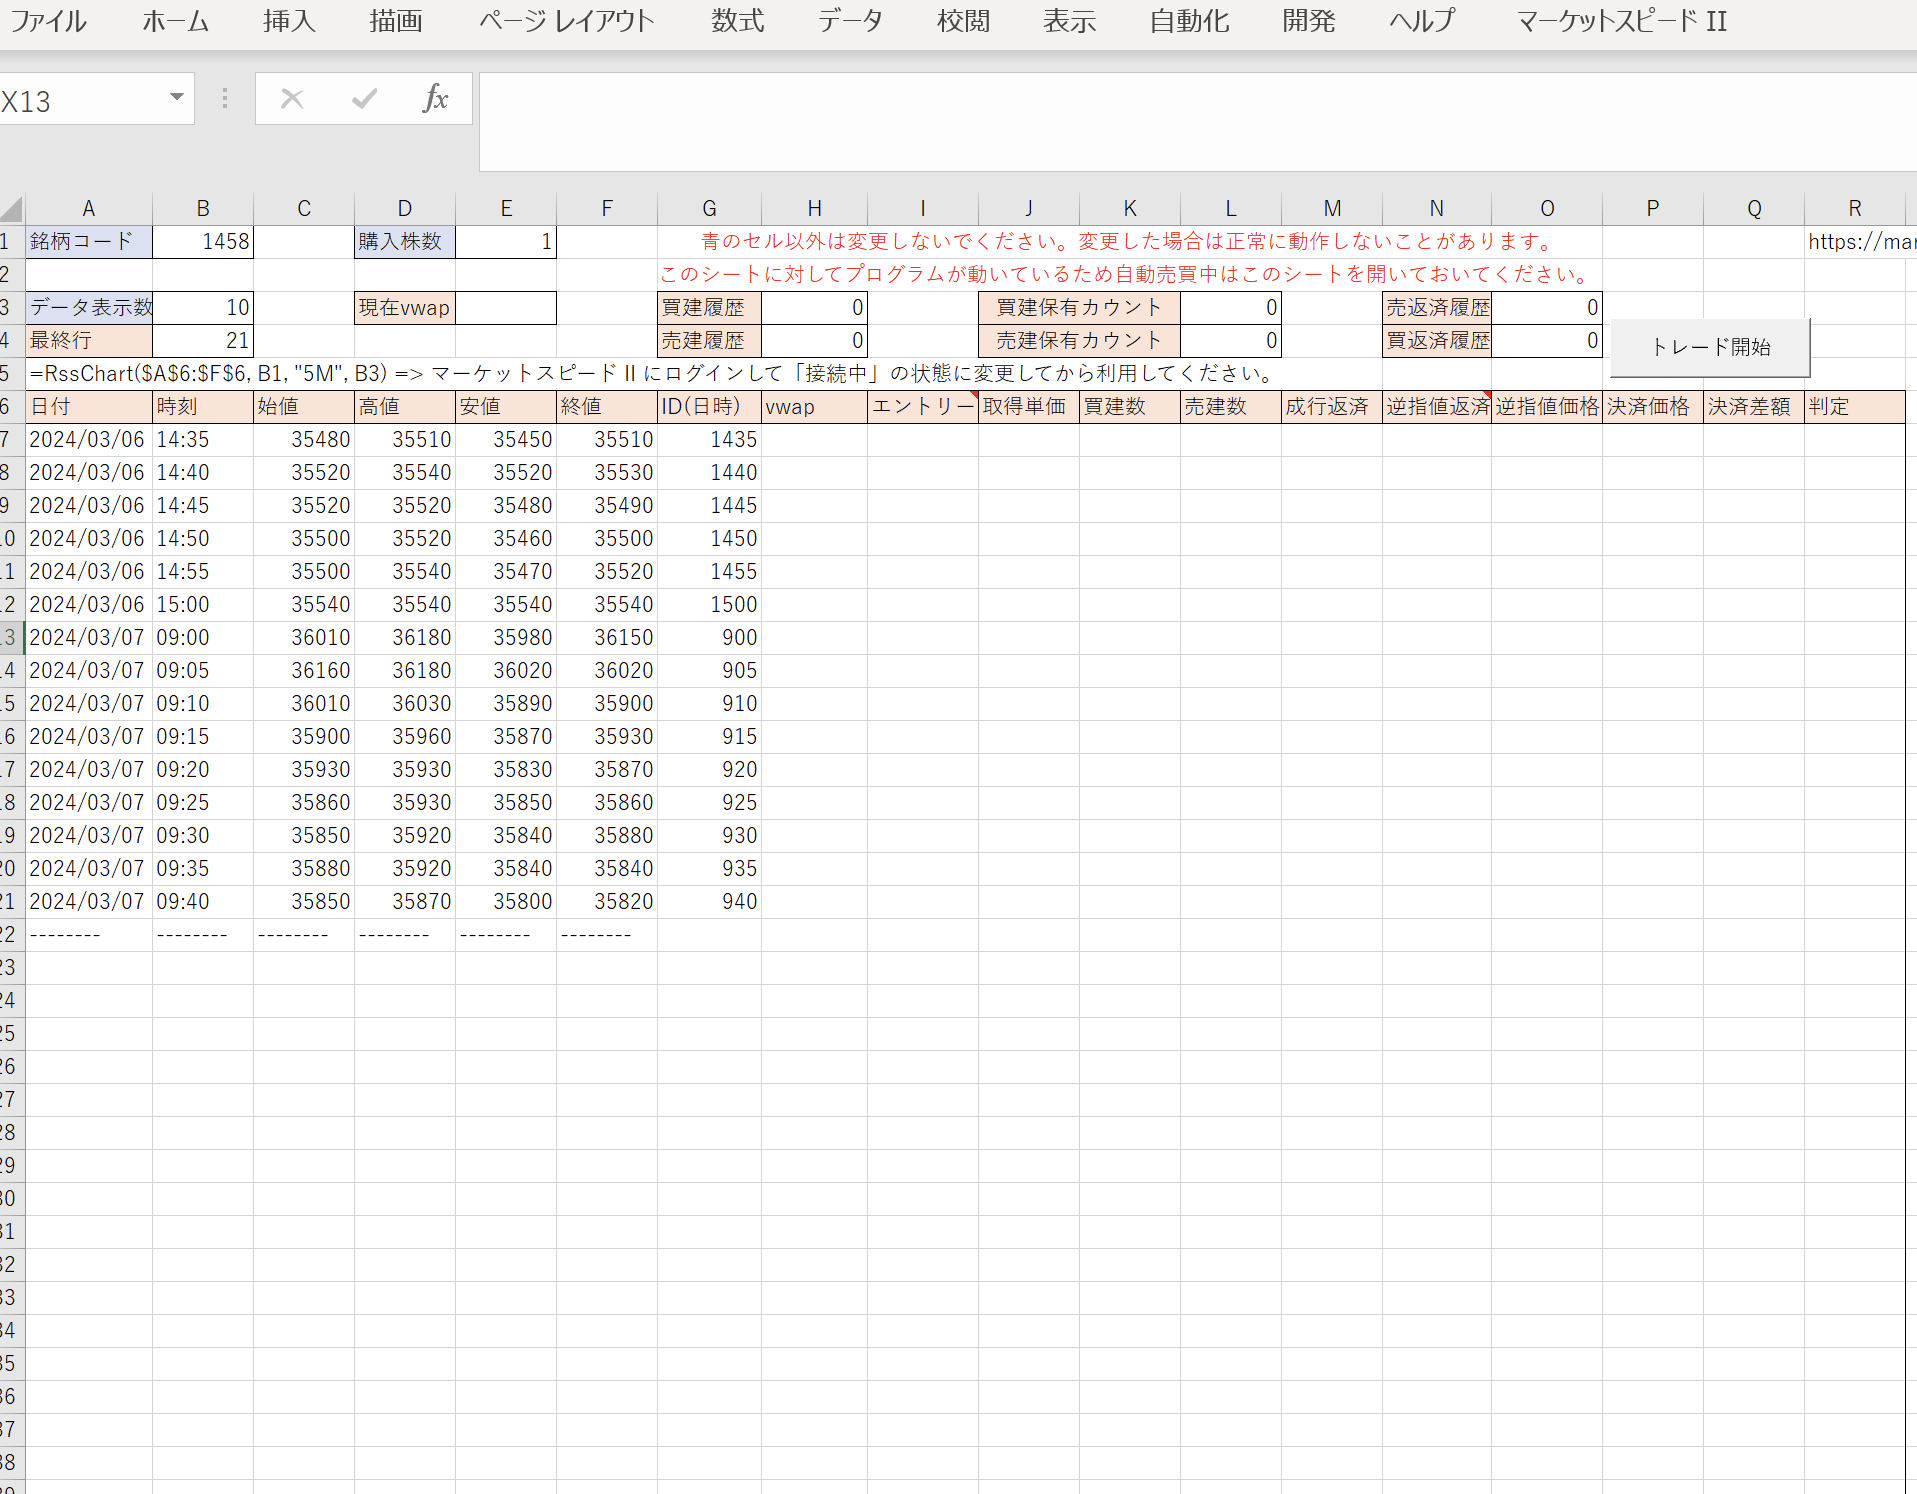 ファイル ホーム 挿入 描画 ページ レイアウト 数式 データ 校閲 表示 自動化 開発 ヘルプ マーケットスピード II
X13 fx
A B C D E F G H I J K L M N O P Q R
1 銘柄コード 1458 購入株数 1 青のセル以外は変更しないでください。変更した場合は正常に動作しないことがあります。 https://mar
2 このシートに対してプログラムが動いているため自動売買中はこのシートを開いておいてください。
3 データ表示数 10 現在vwap 買建履歴 0 買建保有カウント 0 売返済履歴 0
4 最終行 21 売建履歴 0 売建保有カウント 0 買返済履歴 0
トレード開始
5 =RssChart($A$6:$F$6, B1, "5M", B3) => マーケットスピード II にログインして「接続中」の状態に変更してから利用してください。
6 日付 時刻 始値 高値 安値 終値 ID(日時) vwap エントリー 取得単価 買建数 売建数 成行返済 逆指値返済 逆指値価格 決済価格 決済差額 判定
7 2024/03/06 14:35 35480 35510 35450 35510 1435
8 2024/03/06 14:40 35520 35540 35520 35530 1440
9 2024/03/06 14:45 35520 35520 35480 35490 1445
10 2024/03/06 14:50 35500 35520 35460 35500 1450
11 2024/03/06 14:55 35500 35540 35470 35520 1455
12 2024/03/06 15:00 35540 35540 35540 35540 1500
13 2024/03/07 09:00 36010 36180 35980 36150 900
14 2024/03/07 09:05 36160 36180 36020 36020 905
15 2024/03/07 09:10 36010 36030 35890 35900 910
16 2024/03/07 09:15 35900 35960 35870 35930 915
17 2024/03/07 09:20 35930 35930 35830 35870 920
18 2024/03/07 09:25 35860 35930 35850 35860 925
19 2024/03/07 09:30 35850 35920 35840 35880 930
20 2024/03/07 09:35 35880 35920 35840 35840 935
21 2024/03/07 09:40 35850 35870 35800 35820 940
22 -------- -------- -------- -------- -------- --------
23
24
25
26
27
28
29
30
31
32
33
34
35
36
37
38
39